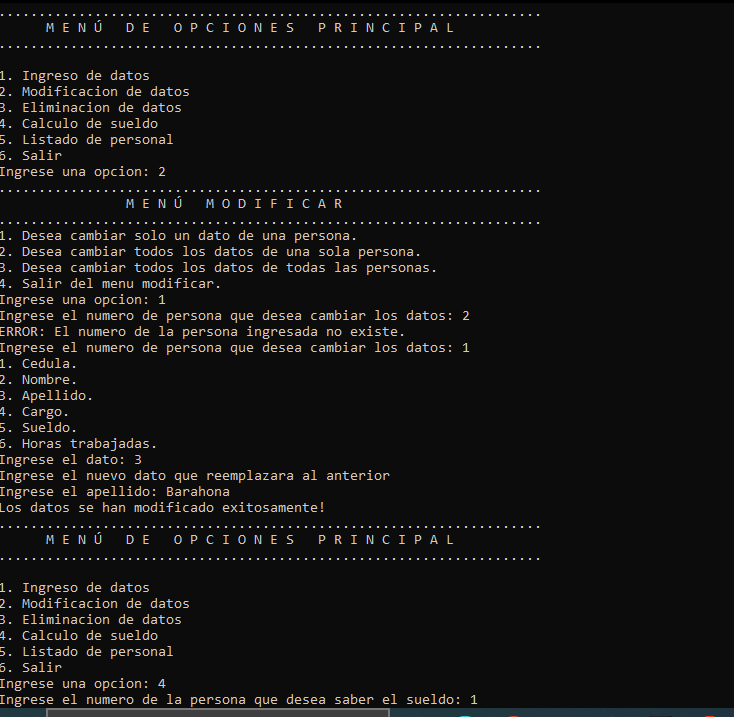 ....................................................................
M E N Ú   D E   O P C I O N E S   P R I N C I P A L
....................................................................
1. Ingreso de datos
2. Modificacion de datos
3. Eliminacion de datos
4. Calculo de sueldo
5. Listado de personal
6. Salir
Ingrese una opcion: 2
....................................................................
M E N Ú   M O D I F I C A R
....................................................................
1. Desea cambiar solo un dato de una persona.
2. Desea cambiar todos los datos de una sola persona.
3. Desea cambiar todos los datos de todas las personas.
4. Salir del menu modificar.
Ingrese una opcion: 1
Ingrese el numero de persona que desea cambiar los datos: 2
ERROR: El numero de la persona ingresada no existe.
Ingrese el numero de persona que desea cambiar los datos: 1
1. Cedula.
2. Nombre.
3. Apellido.
4. Cargo.
5. Sueldo.
6. Horas trabajadas.
Ingrese el dato: 3
Ingrese el nuevo dato que reemplazara al anterior
Ingrese el apellido: Barahona
Los datos se han modificado exitosamente!
....................................................................
M E N Ú   D E   O P C I O N E S   P R I N C I P A L
....................................................................
1. Ingreso de datos
2. Modificacion de datos
3. Eliminacion de datos
4. Calculo de sueldo
5. Listado de personal
6. Salir
Ingrese una opcion: 4
Ingrese el numero de la persona que desea saber el sueldo: 1